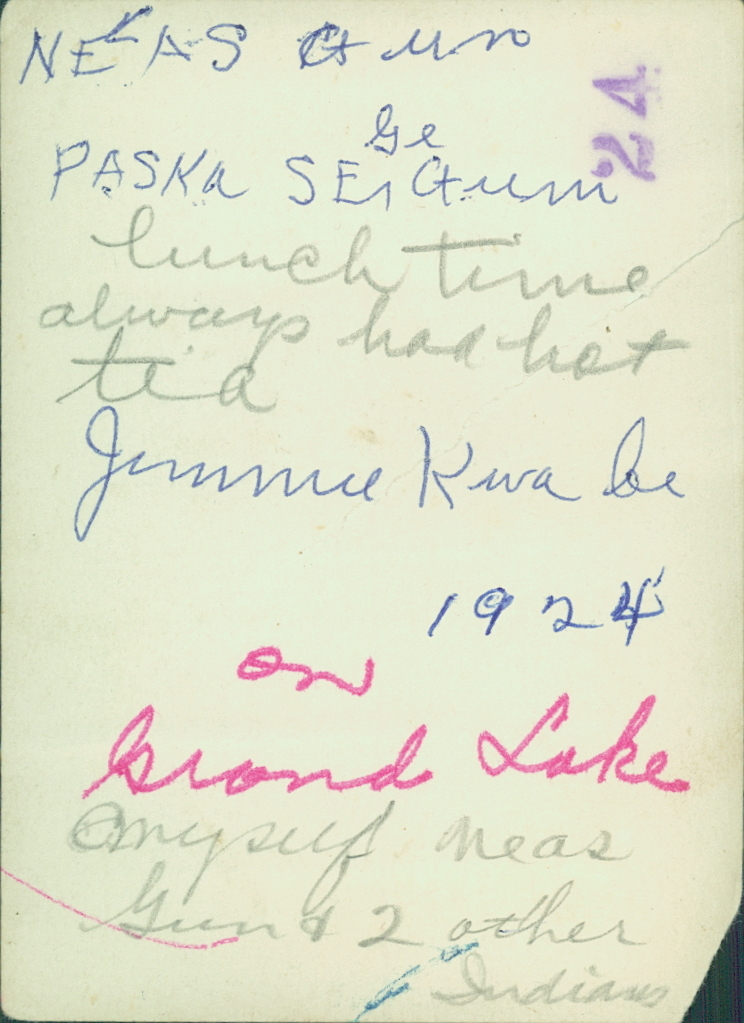 NEAS Gun
24
Ge
PASKa SEiGum
lunch time
always had hot
tea
Jimmie Kwa be
1924
on
Grand Lake
myself Neas
Gun & 2 other
Indians